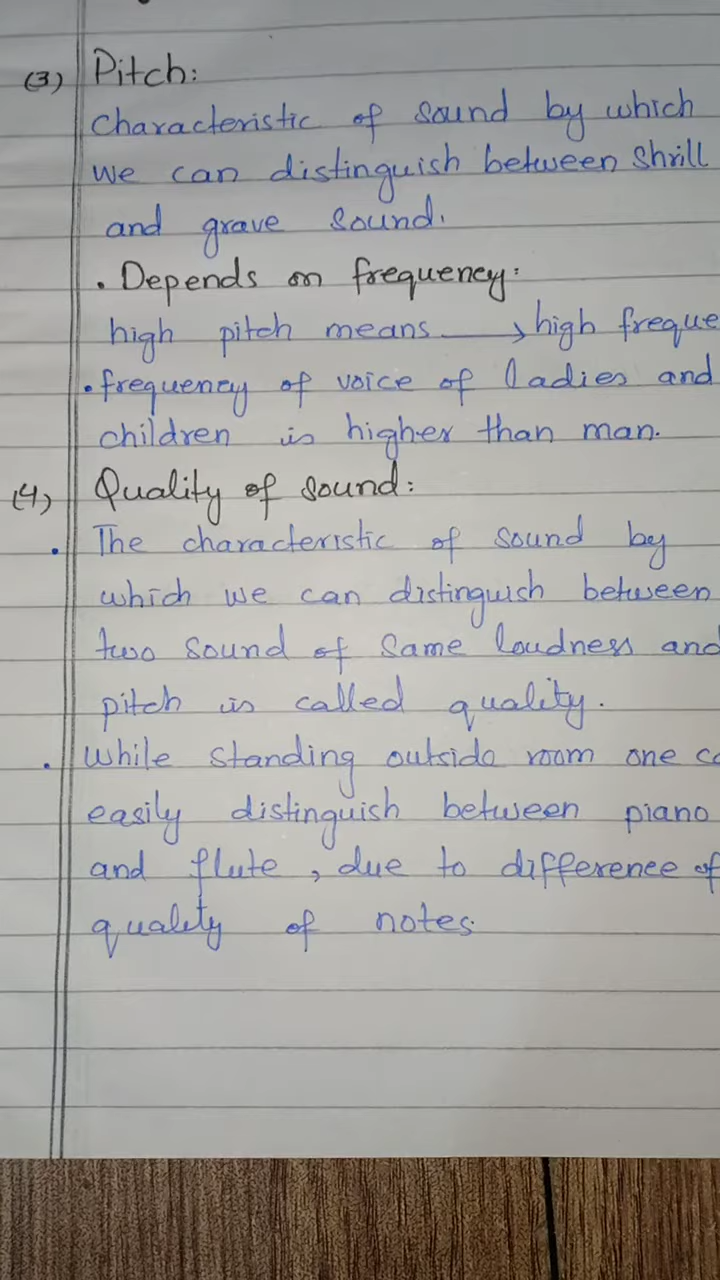 (3) Pitch:
Characteristic of sound by which
we can distinguish between Shrill
and grave sound.
. Depends on frequency:
high pitch means → high freque
. frequency of voice of ladies and
children is higher than man.
(4) Quality of sound:
. The characteristic of sound by
which we can distinguish between
two sound of same loudness and
pitch is called quality.
. While standing outside room one ca
easily distinguish between piano
and flute, due to difference of
quality of notes.